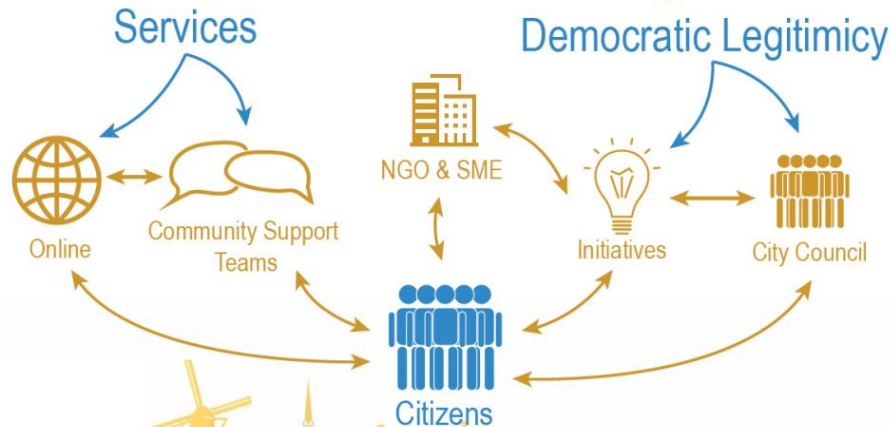 Services
Democratic Legitimicy
NGO & SME
Online
Community Support
Teams
Initiatives
City Council
Citizens